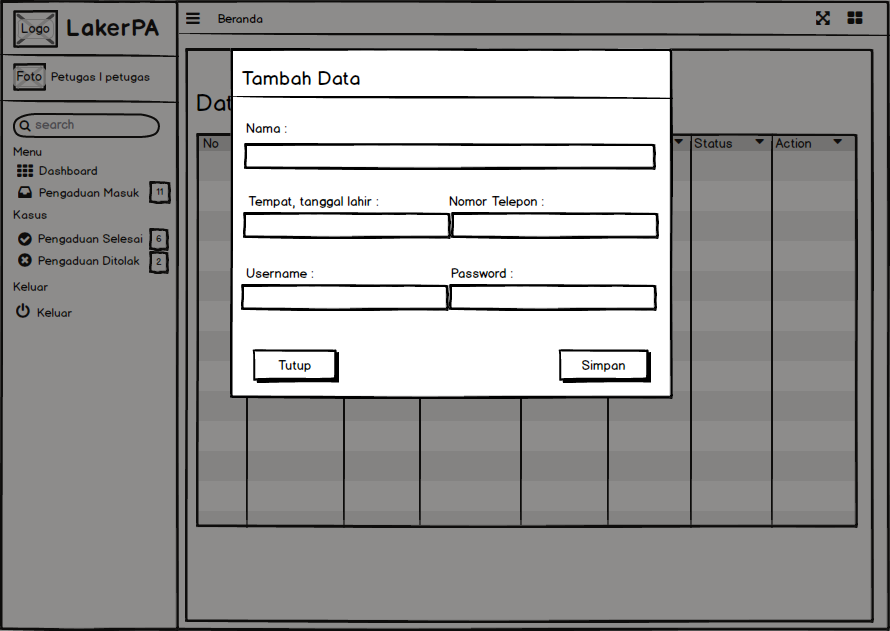 Logo LakerPA
Beranda
Foto Petugas | petugas
search
Menu
Dashboard
Pengaduan Masuk 11
Kasus
Pengaduan Selesai 6
Pengaduan Ditolak 2
Keluar
Keluar
Dat
No Status Action
Tambah Data
Nama :
Tempat, tanggal lahir : Nomor Telepon :
Username : Password :
Tutup Simpan